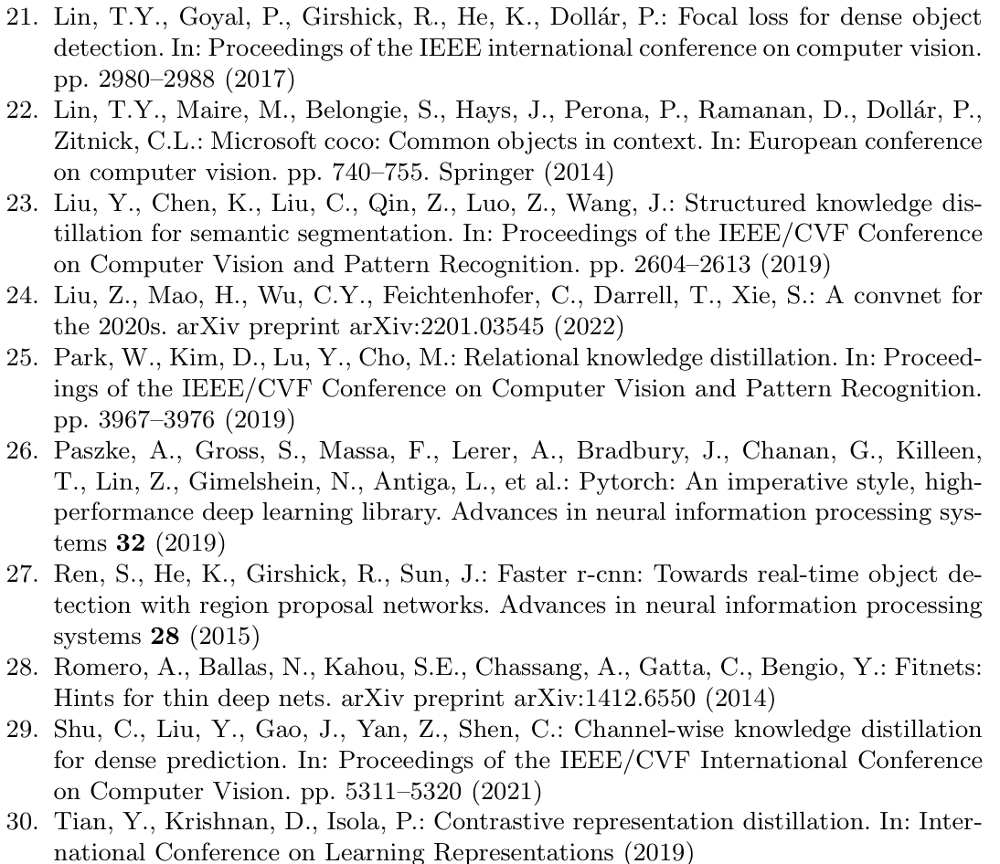 21. Lin, T.Y., Goyal, P., Girshick, R., He, K., Dollár, P.: Focal loss for dense object
detection. In: Proceedings of the IEEE international conference on computer vision.
pp. 2980–2988 (2017)
22. Lin, T.Y., Maire, M., Belongie, S., Hays, J., Perona, P., Ramanan, D., Dollár, P.,
Zitnick, C.L.: Microsoft coco: Common objects in context. In: European conference
on computer vision. pp. 740–755. Springer (2014)
23. Liu, Y., Chen, K., Liu, C., Qin, Z., Luo, Z., Wang, J.: Structured knowledge dis-
tillation for semantic segmentation. In: Proceedings of the IEEE/CVF Conference
on Computer Vision and Pattern Recognition. pp. 2604–2613 (2019)
24. Liu, Z., Mao, H., Wu, C.Y., Feichtenhofer, C., Darrell, T., Xie, S.: A convnet for
the 2020s. arXiv preprint arXiv:2201.03545 (2022)
25. Park, W., Kim, D., Lu, Y., Cho, M.: Relational knowledge distillation. In: Proceed-
ings of the IEEE/CVF Conference on Computer Vision and Pattern Recognition.
pp. 3967–3976 (2019)
26. Paszke, A., Gross, S., Massa, F., Lerer, A., Bradbury, J., Chanan, G., Killeen,
T., Lin, Z., Gimelshein, N., Antiga, L., et al.: Pytorch: An imperative style, high-
performance deep learning library. Advances in neural information processing sys-
tems 32 (2019)
27. Ren, S., He, K., Girshick, R., Sun, J.: Faster r-cnn: Towards real-time object de-
tection with region proposal networks. Advances in neural information processing
systems 28 (2015)
28. Romero, A., Ballas, N., Kahou, S.E., Chassang, A., Gatta, C., Bengio, Y.: Fitnets:
Hints for thin deep nets. arXiv preprint arXiv:1412.6550 (2014)
29. Shu, C., Liu, Y., Gao, J., Yan, Z., Shen, C.: Channel-wise knowledge distillation
for dense prediction. In: Proceedings of the IEEE/CVF International Conference
on Computer Vision. pp. 5311–5320 (2021)
30. Tian, Y., Krishnan, D., Isola, P.: Contrastive representation distillation. In: Inter-
national Conference on Learning Representations (2019)